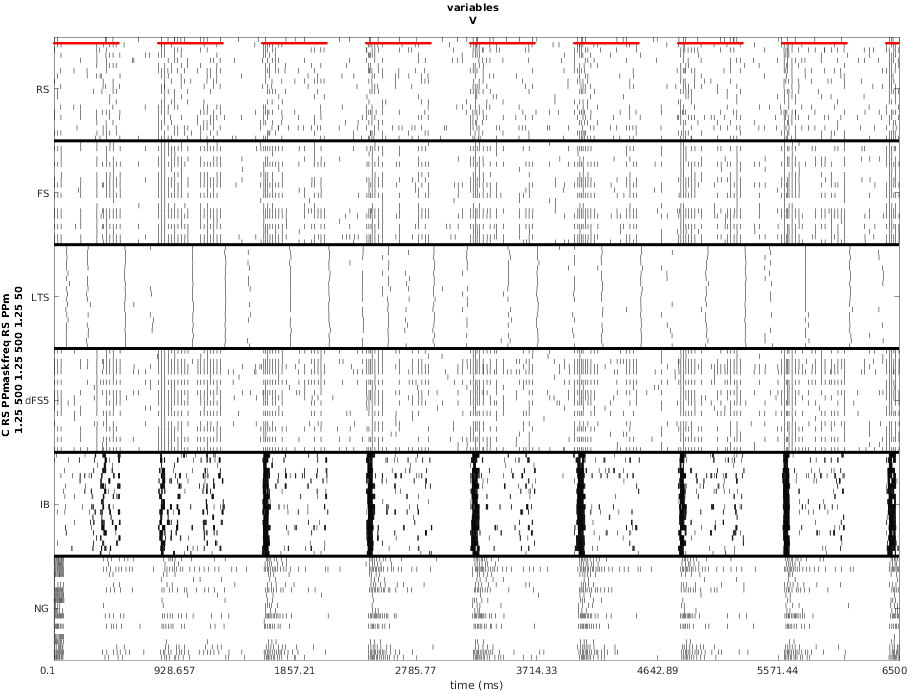 variables
V
RS
FS
LTS
dFS5
IB
NG
C RS PPmaskfreq RS PPm
1.25 500 1.25 500 1.25 50
0.1 928.657 1857.21 2785.77 3714.33 4642.89 5571.44 6500
time (ms)